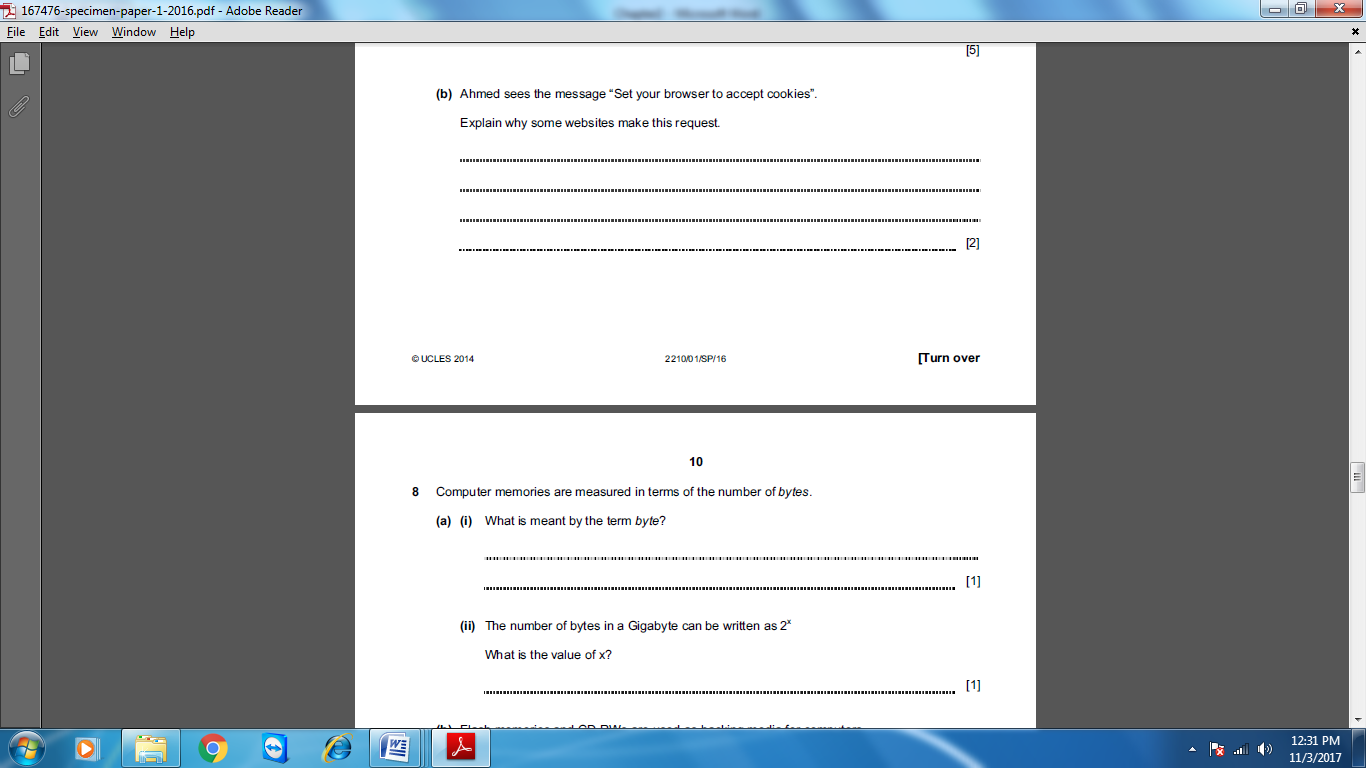 167476-specimen-paper-1-2016.pdf - Adobe Reader
File Edit View Window Help
[5]
(b) Ahmed sees the message “Set your browser to accept cookies”.
Explain why some websites make this request.
[2]
© UCLES 2014 2210/01/SP/16 [Turn over
10
8 Computer memories are measured in terms of the number of bytes.
(a) (i) What is meant by the term byte?
[1]
(ii) The number of bytes in a Gigabyte can be written as 2ˣ
What is the value of x?
[1]
12:31 PM
11/3/2017